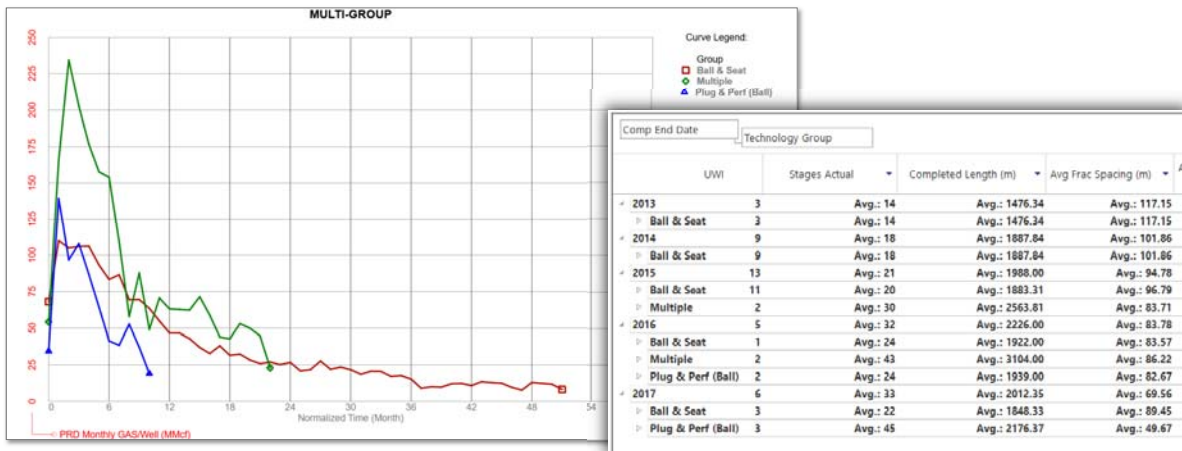 MULTI-GROUP
250
225
200
175
150
125
100
75
50
25
0
0 6 12 18 24 30 36 42 48 54
Normalized Time (Month)
PRD Monthly GAS/Well (MMcf)
Curve Legend:
Group
Ball & Seat
Multiple
Plug & Perf (Ball)
Comp End Date
Technology Group
UWI Stages Actual Completed Length (m) Avg Frac Spacing (m)
2013 3 Avg.: 14 Avg.: 1476.34 Avg.: 117.15
Ball & Seat 3 Avg.: 14 Avg.: 1476.34 Avg.: 117.15
2014 9 Avg.: 18 Avg.: 1887.84 Avg.: 101.86
Ball & Seat 9 Avg.: 18 Avg.: 1887.84 Avg.: 101.86
2015 13 Avg.: 21 Avg.: 1988.00 Avg.: 94.78
Ball & Seat 11 Avg.: 20 Avg.: 1883.31 Avg.: 96.79
Multiple 2 Avg.: 30 Avg.: 2563.81 Avg.: 83.71
2016 5 Avg.: 32 Avg.: 2226.00 Avg.: 83.78
Ball & Seat 1 Avg.: 24 Avg.: 1922.00 Avg.: 83.57
Multiple 2 Avg.: 43 Avg.: 3104.00 Avg.: 86.22
Plug & Perf (Ball) 2 Avg.: 24 Avg.: 1939.00 Avg.: 82.67
2017 6 Avg.: 33 Avg.: 2012.35 Avg.: 69.56
Ball & Seat 3 Avg.: 22 Avg.: 1848.33 Avg.: 89.45
Plug & Perf (Ball) 3 Avg.: 45 Avg.: 2176.37 Avg.: 49.67